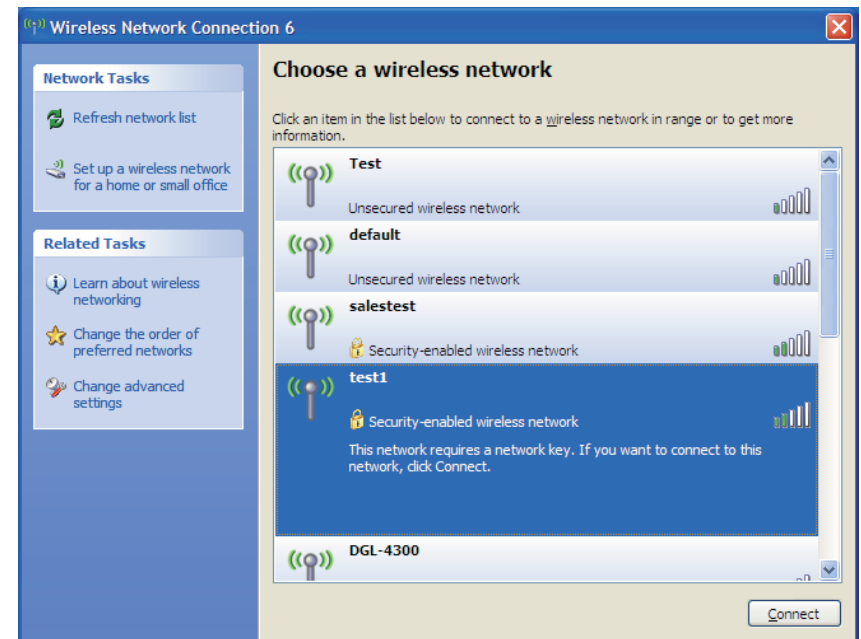 Wireless Network Connection 6
Network Tasks
Refresh network list
Set up a wireless network
for a home or small office
Related Tasks
Learn about wireless
networking
Change the order of
preferred networks
Change advanced
settings
Choose a wireless network
Click an item in the list below to connect to a wireless network in range or to get more
information.
Test
Unsecured wireless network
default
Unsecured wireless network
salestest
Security-enabled wireless network
test1
Security-enabled wireless network
This network requires a network key. If you want to connect to this
network, click Connect.
DGL-4300
Connect